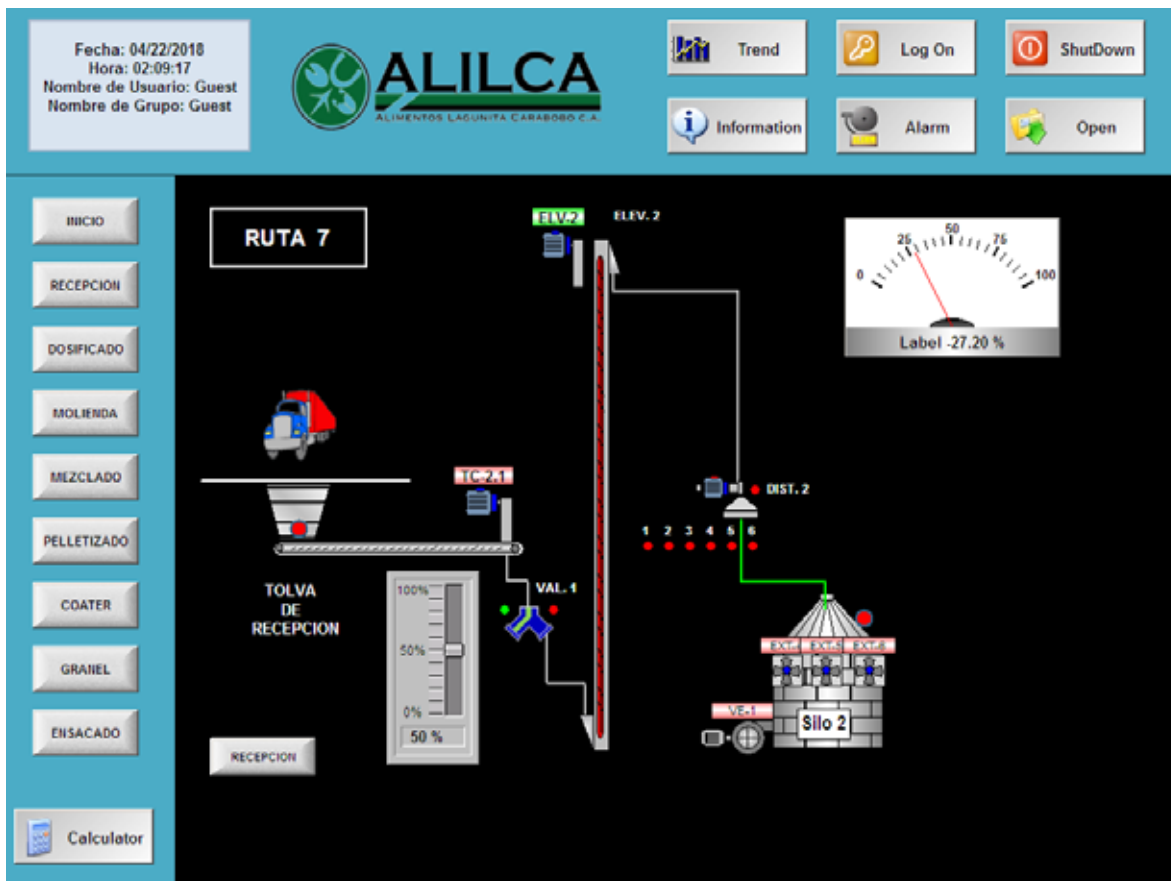 Fecha: 04/22/2018
Hora: 02:09:17
Nombre de Usuario: Guest
Nombre de Grupo: Guest
ALILCA
ALIMENTOS LAGUNITA CARABOBO C.A.
Trend
Log On
ShutDown
Information
Alarm
Open
INICIO
RECEPCION
DOSIFICADO
MOLIENDA
MEZCLADO
PELLETIZADO
COATER
GRANEL
ENSACADO
Calculator
RUTA 7
ELV.2
ELEV. 2
0
25
50
75
100
Label -27.20 %
TC-2.1
DIST. 2
1 2 3 4 5 6
TOLVA
DE
RECEPCION
100%
50%
0%
50 %
VAL. 1
VE-1
Silo 2
RECEPCION